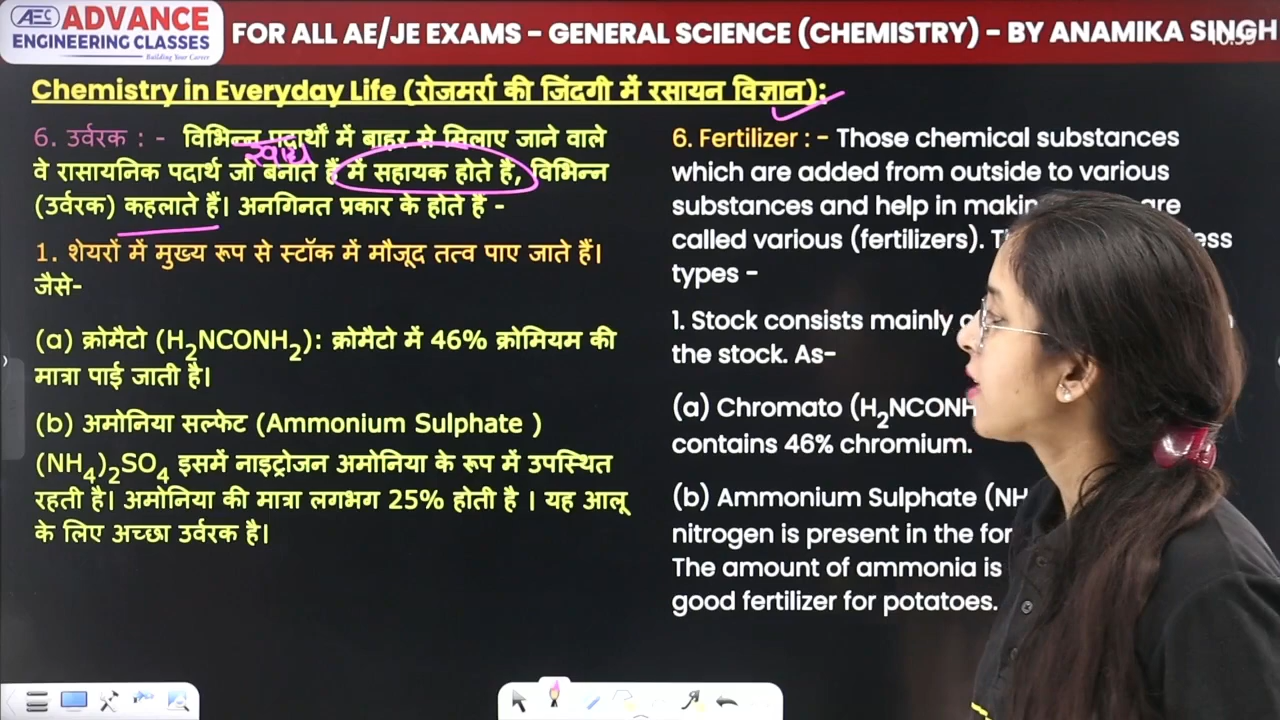 AEC ADVANCE
ENGINEERING CLASSES
Building Your Career
FOR ALL AE/JE EXAMS - GENERAL SCIENCE (CHEMISTRY) - BY ANAMIKA SINGH
Chemistry in Everyday Life (रोजमर्रा की जिंदगी में रसायन विज्ञान):
6. उर्वरक : - विभिन्न पदार्थों में बाहर से मिलाए जाने वाले
वे रासायनिक पदार्थ जो बनाते हैं में सहायक होते है, विभिन्न
(उर्वरक) कहलाते हैं। अनगिनत प्रकार के होते हैं -
1. शेयरों में मुख्य रूप से स्टॉक में मौजूद तत्व पाए जाते हैं।
जैसे-
(a) क्रोमैटो (H2NCONH2): क्रोमैटो में 46% क्रोमियम की
मात्रा पाई जाती है।
(b) अमोनिया सल्फेट (Ammonium Sulphate )
(NH4)2SO4 इसमें नाइट्रोजन अमोनिया के रूप में उपस्थित
रहती है। अमोनिया की मात्रा लगभग 25% होती है । यह आलू
के लिए अच्छा उर्वरक है।
6. Fertilizer : - Those chemical substances
which are added from outside to various
substances and help in making are
called various (fertilizers). ess
types -
1. Stock consists mainly
the stock. As-
(a) Chromato (H2NCONH
contains 46% chromium.
(b) Ammonium Sulphate (NH
nitrogen is present in the for
The amount of ammonia is
good fertilizer for potatoes.